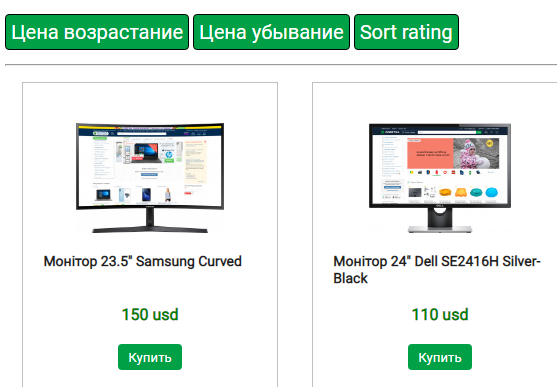 Цена возрастание Цена убывание Sort rating
Монітор 23.5" Samsung Curved
Монітор 24" Dell SE2416H Silver-
Black
150 usd
110 usd
Купить
Купить